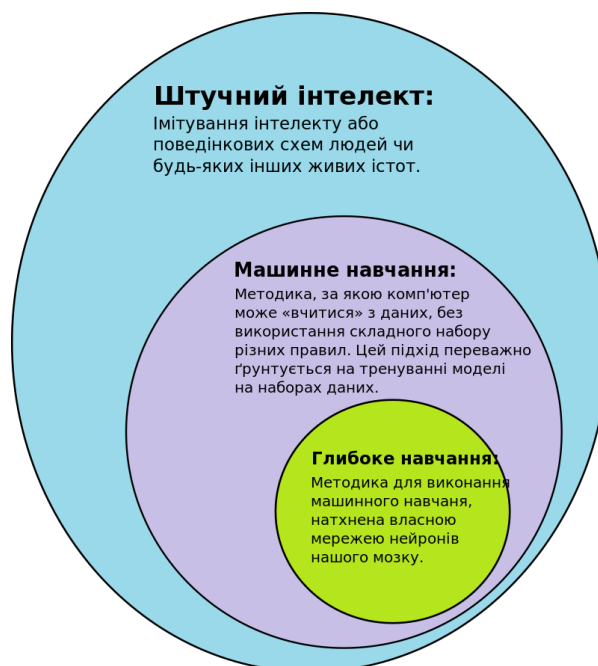 Штучний інтелект:
Імітування інтелекту або
поведінкових схем людей чи
будь-яких інших живих істот.
Машинне навчання:
Методика, за якою комп'ютер
може «вчитися» з даних, без
використання складного набору
різних правил. Цей підхід переважно
ґрунтується на тренуванні моделі
на наборах даних.
Глибоке навчання:
Методика для виконання
машинного навчаня,
натхнена власною
мережею нейронів
нашого мозку.